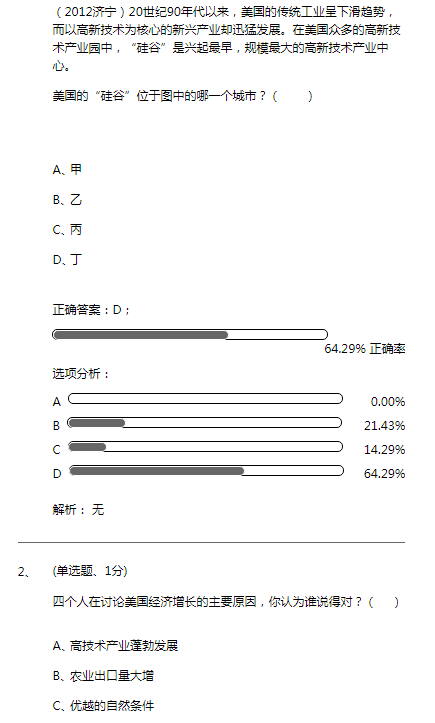 （2012济宁）20世纪90年代以来，美国的传统工业呈下滑趋势，
而以高新技术为核心的新兴产业却迅猛发展。在美国众多的高新技
术产业园中，“硅谷”是兴起最早，规模最大的高新技术产业中
心。
美国的“硅谷”位于图中的哪一个城市？（　　）
A、甲
B、乙
C、丙
D、丁
正确答案：D；
64.29% 正确率
选项分析：
A 0.00%
B 21.43%
C 14.29%
D 64.29%
解析： 无
2、 (单选题、1分)
四个人在讨论美国经济增长的主要原因，你认为谁说得对？（　）
A、高技术产业蓬勃发展
B、农业出口量大增
C、优越的自然条件